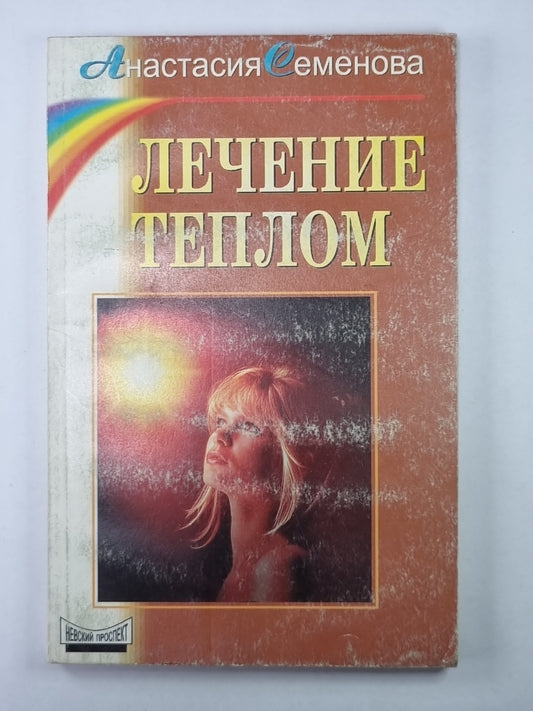 Анастасия Семенова
ЛЕЧЕНИЕ
ТЕПЛОМ
НЕВСКИЙ ПРОСПЕКТ